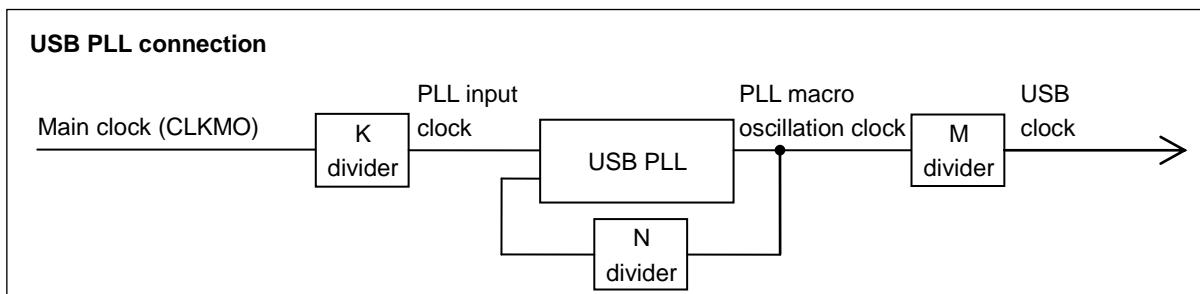 USB PLL connection
Main clock (CLKMO)
K
divider
PLL input
clock
USB PLL
N
divider
PLL macro
oscillation clock
M
divider
USB
clock